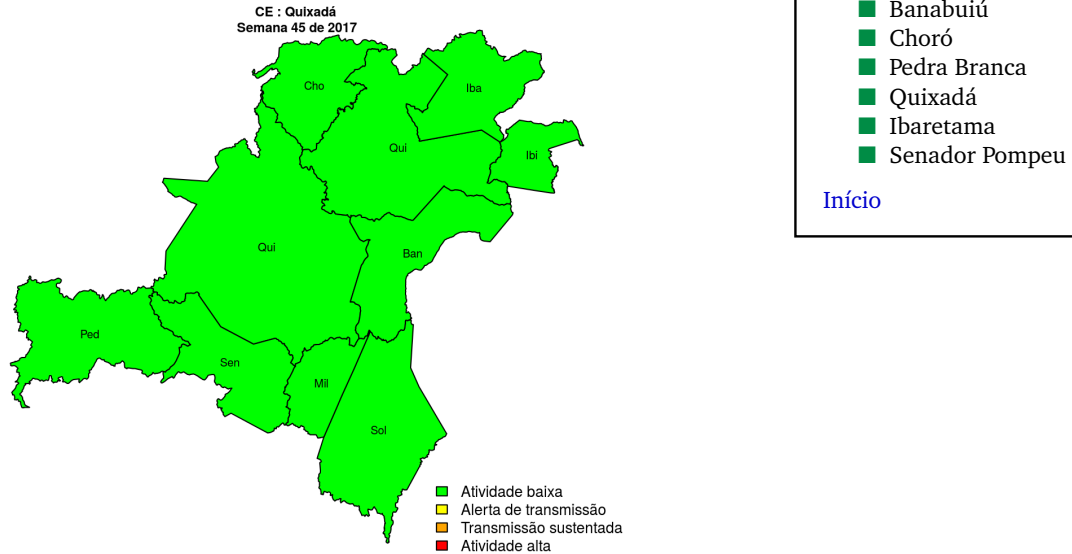 CE : Quixadá
Semana 45 de 2017
Cho
Iba
Qui
Ibi
Qui
Ban
Ped
Sen
Mil
Sol
Atividade baixa
Alerta de transmissão
Transmissão sustentada
Atividade alta
Banabuiú
Choró
Pedra Branca
Quixadá
Ibaretama
Senador Pompeu
Início